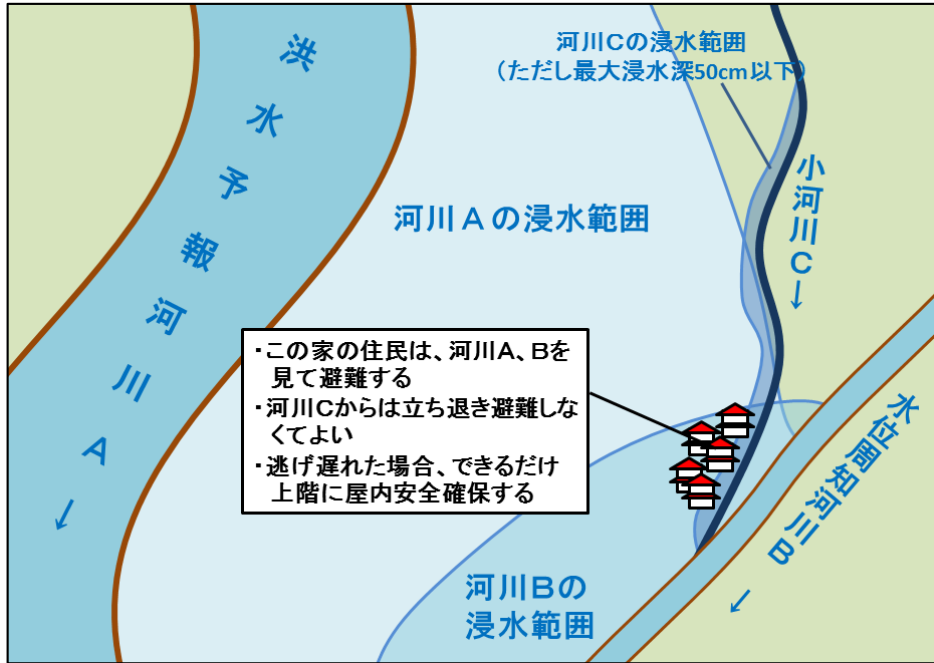 河川Cの浸水範囲
（ただし最大浸水深50cm以下）
洪水予報河川A↓
河川Aの浸水範囲
小河川C↓
・この家の住民は、河川A、Bを
見て避難する
・河川Cからは立ち退き避難しな
くてよい
・逃げ遅れた場合、できるだけ
上階に屋内安全確保する
水位周知河川B↓
河川Bの
浸水範囲